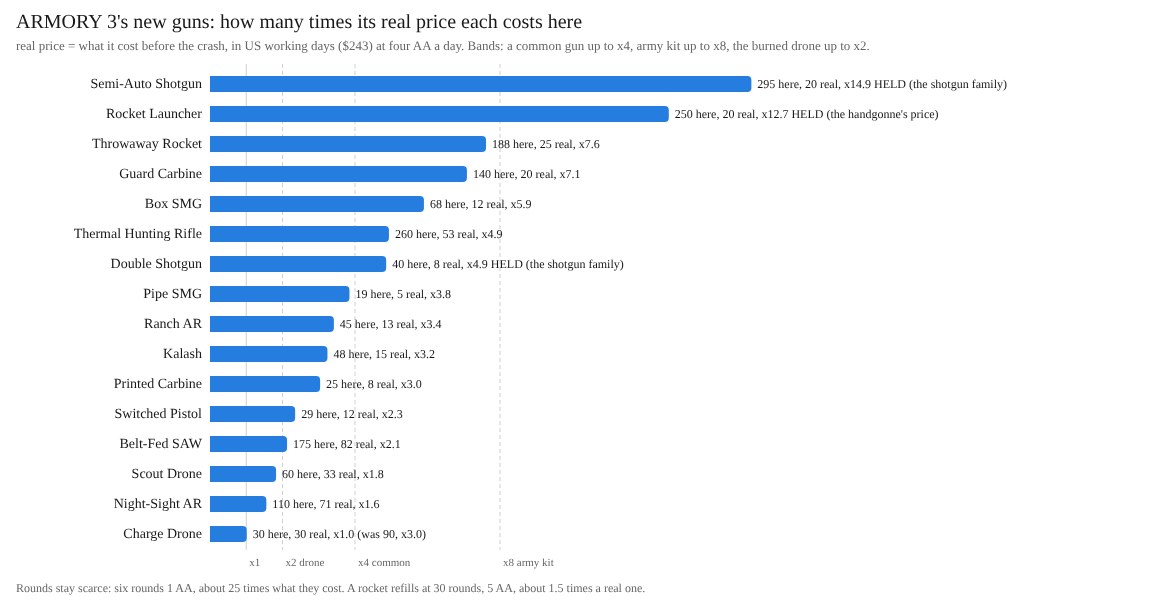 ARMORY 3's new guns: how many times its real price each costs here
real price = what it cost before the crash, in US working days ($243) at four AA a day. Bands: a common gun up to x4, army kit up to x8, the burned drone up to x2.
Semi-Auto Shotgun 295 here, 20 real, x14.9 HELD (the shotgun family)
Rocket Launcher 250 here, 20 real, x12.7 HELD (the handgonne's price)
Throwaway Rocket 188 here, 25 real, x7.6
Guard Carbine 140 here, 20 real, x7.1
Box SMG 68 here, 12 real, x5.9
Thermal Hunting Rifle 260 here, 53 real, x4.9
Double Shotgun 40 here, 8 real, x4.9 HELD (the shotgun family)
Pipe SMG 19 here, 5 real, x3.8
Ranch AR 45 here, 13 real, x3.4
Kalash 48 here, 15 real, x3.2
Printed Carbine 25 here, 8 real, x3.0
Switched Pistol 29 here, 12 real, x2.3
Belt-Fed SAW 175 here, 82 real, x2.1
Scout Drone 60 here, 33 real, x1.8
Night-Sight AR 110 here, 71 real, x1.6
Charge Drone 30 here, 30 real, x1.0 (was 90, x3.0)
x1 x2 drone x4 common x8 army kit
Rounds stay scarce: six rounds 1 AA, about 25 times what they cost. A rocket refills at 30 rounds, 5 AA, about 1.5 times a real one.